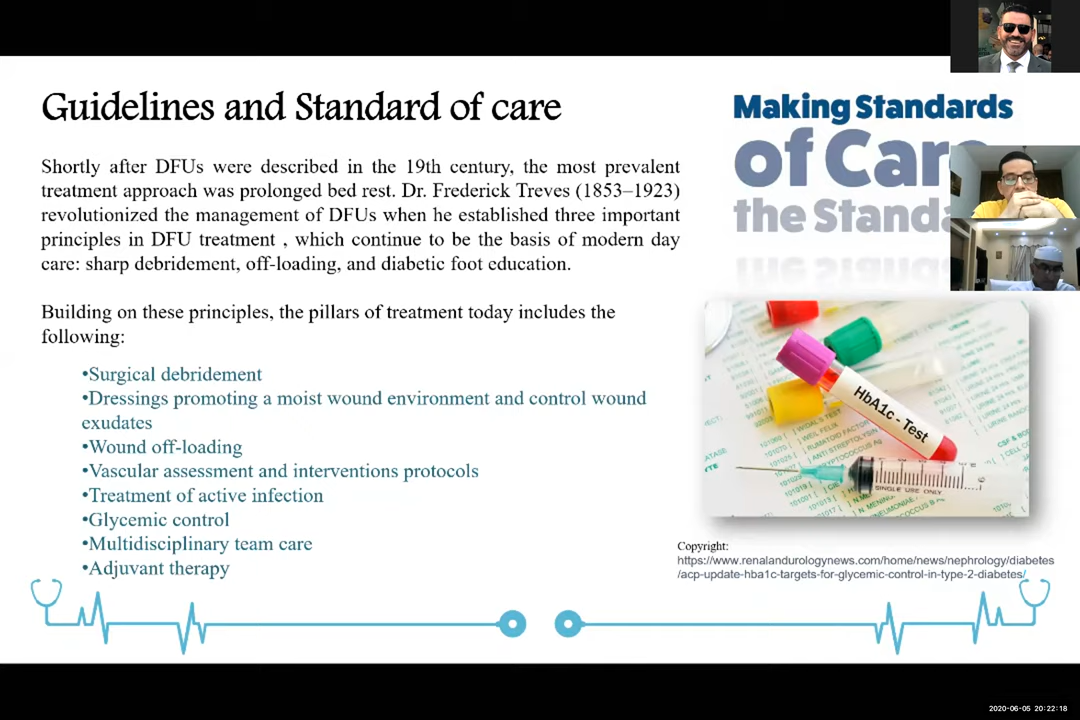 Guidelines and Standard of care
Shortly after DFUs were described in the 19th century, the most prevalent
treatment approach was prolonged bed rest. Dr. Frederick Treves (1853–1923)
revolutionized the management of DFUs when he established three important
principles in DFU treatment , which continue to be the basis of modern day
care: sharp debridement, off-loading, and diabetic foot education.
Building on these principles, the pillars of treatment today includes the
following:
•Surgical debridement
•Dressings promoting a moist wound environment and control wound
exudates
•Wound off-loading
•Vascular assessment and interventions protocols
•Treatment of active infection
•Glycemic control
•Multidisciplinary team care
•Adjuvant therapy
Making Standards
of Care
the Standa
HbA1c - Test
SINGLE USE ONLY
Copyright:
https://www.renalandurologynews.com/home/news/nephrology/diabetes
/acp-update-hba1c-targets-for-glycemic-control-in-type-2-diabetes/
2020-06-05 20:22:18